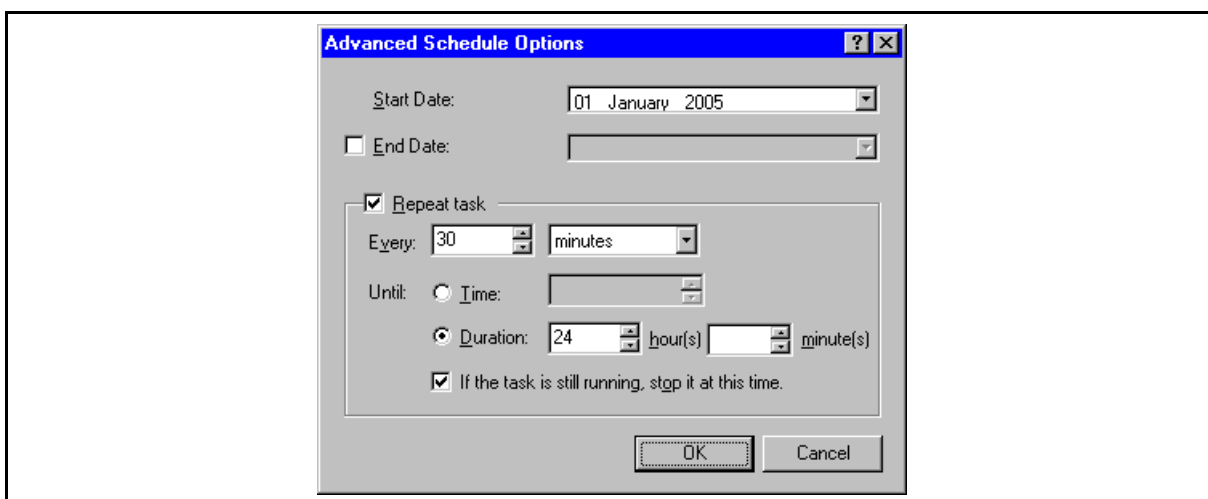 Advanced Schedule Options
Start Date: 01 January 2005
End Date:
Repeat task
Every: 30 minutes
Until: Time:
Duration: 24 hour(s) minute(s)
If the task is still running, stop it at this time.
OK Cancel